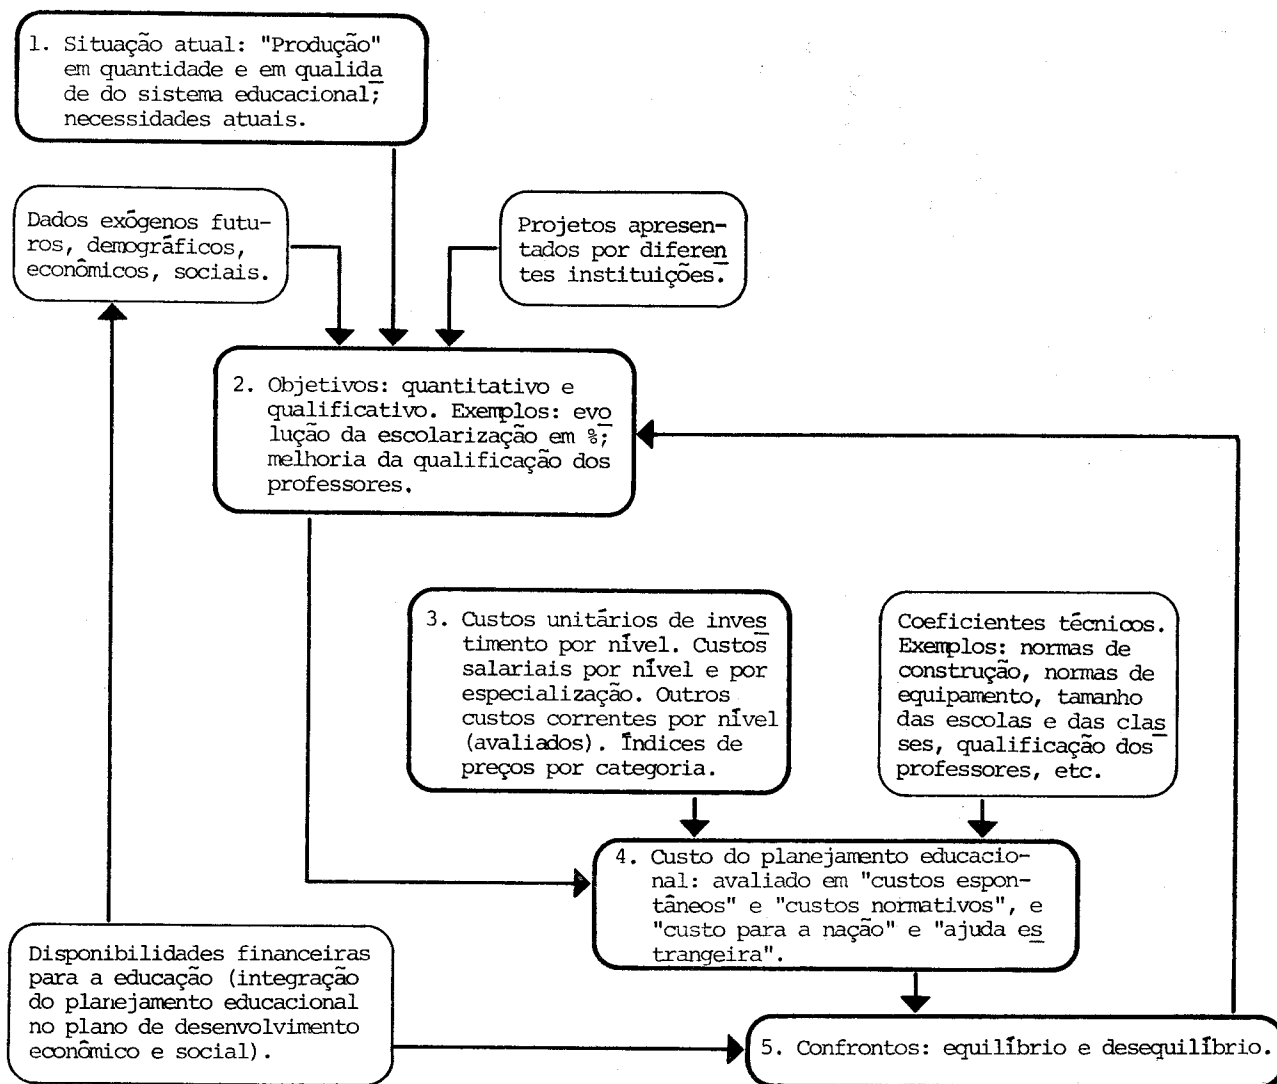 1. Situação atual: "Produção"
em quantidade e em qualida
de do sistema educacional;
necessidades atuais.
Dados exógenos futu-
ros, demográficos,
econômicos, sociais.
Projetos apresen-
tados por diferen
tes instituições.
2. Objetivos: quantitativo e
qualificativo. Exemplos: evo
lução da escolarização em %;
melhoria da qualificação dos
professores.
3. Custos unitários de inves
timento por nível. Custos
salariais por nível e por
especialização. Outros
custos correntes por nível
(avaliados). Índices de
preços por categoria.
Coeficientes técnicos.
Exemplos: normas de
construção, normas de
equipamento, tamanho
das escolas e das clas
ses, qualificação dos
professores, etc.
4. Custo do planejamento educacio-
nal: avaliado em "custos espon-
tâneos" e "custos normativos", e
"custo para a nação" e "ajuda es
trangeira".
Disponibilidades financeiras
para a educação (integração
do planejamento educacional
no plano de desenvolvimento
econômico e social).
5. Confrontos: equilíbrio e desequilíbrio.